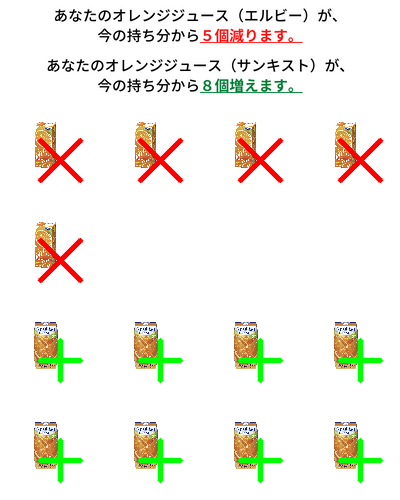 あなたのオレンジジュース（エルビー）が、
今の持ち分から５個減ります。
あなたのオレンジジュース（サンキスト）が、
今の持ち分から８個増えます。